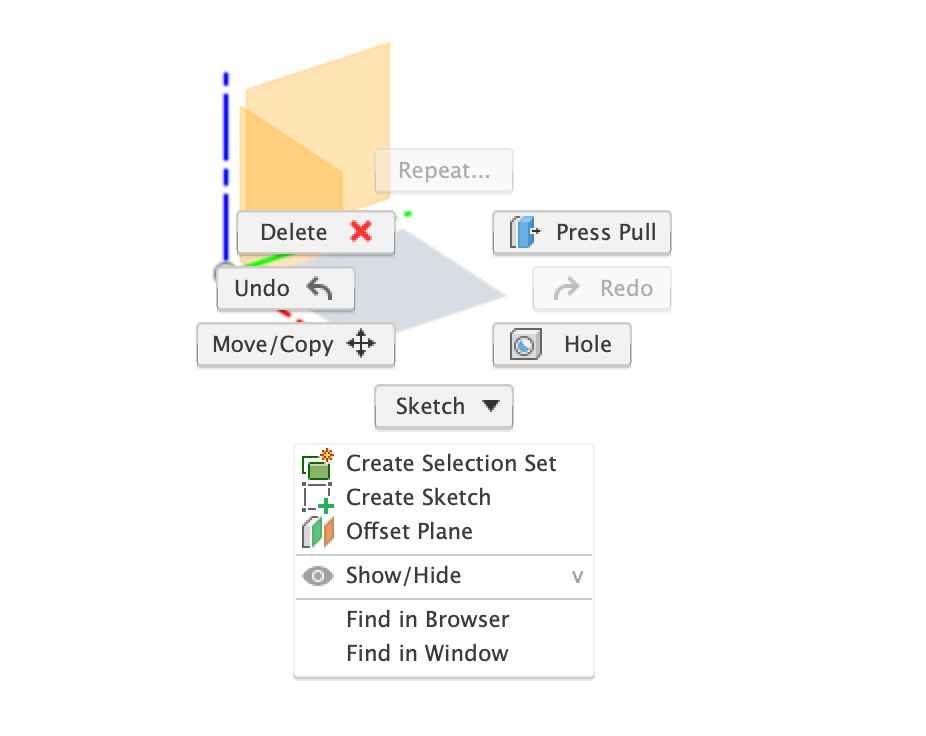 Repeat...
Delete
Press Pull
Undo
Redo
Move/Copy
Hole
Sketch
Create Selection Set
Create Sketch
Offset Plane
Show/Hide v
Find in Browser
Find in Window